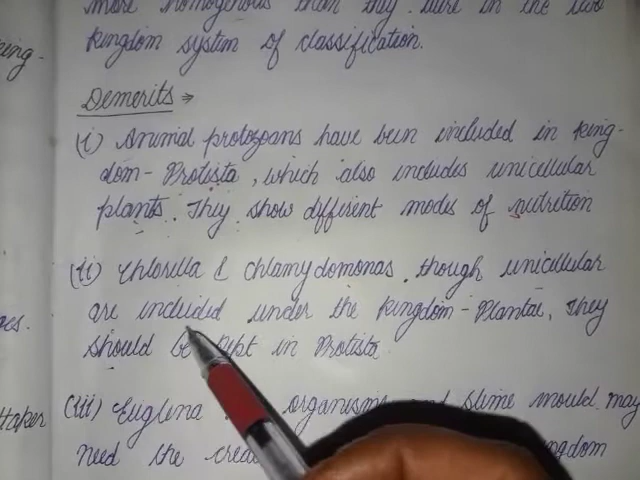 more homogenous than they were in the two
kingdom system of classification.
Demerits →
(i) Animal protozoans have been included in King-
dom - Protista, which also includes unicellular
plants. They show different modes of nutrition
(ii) Chlorilla & Chlamydomonas. though unicellular
are included under the kingdom - Plantae, They
should be kept in Protista.
(iii) Euglena organisms and slime mould may
need the kingdom